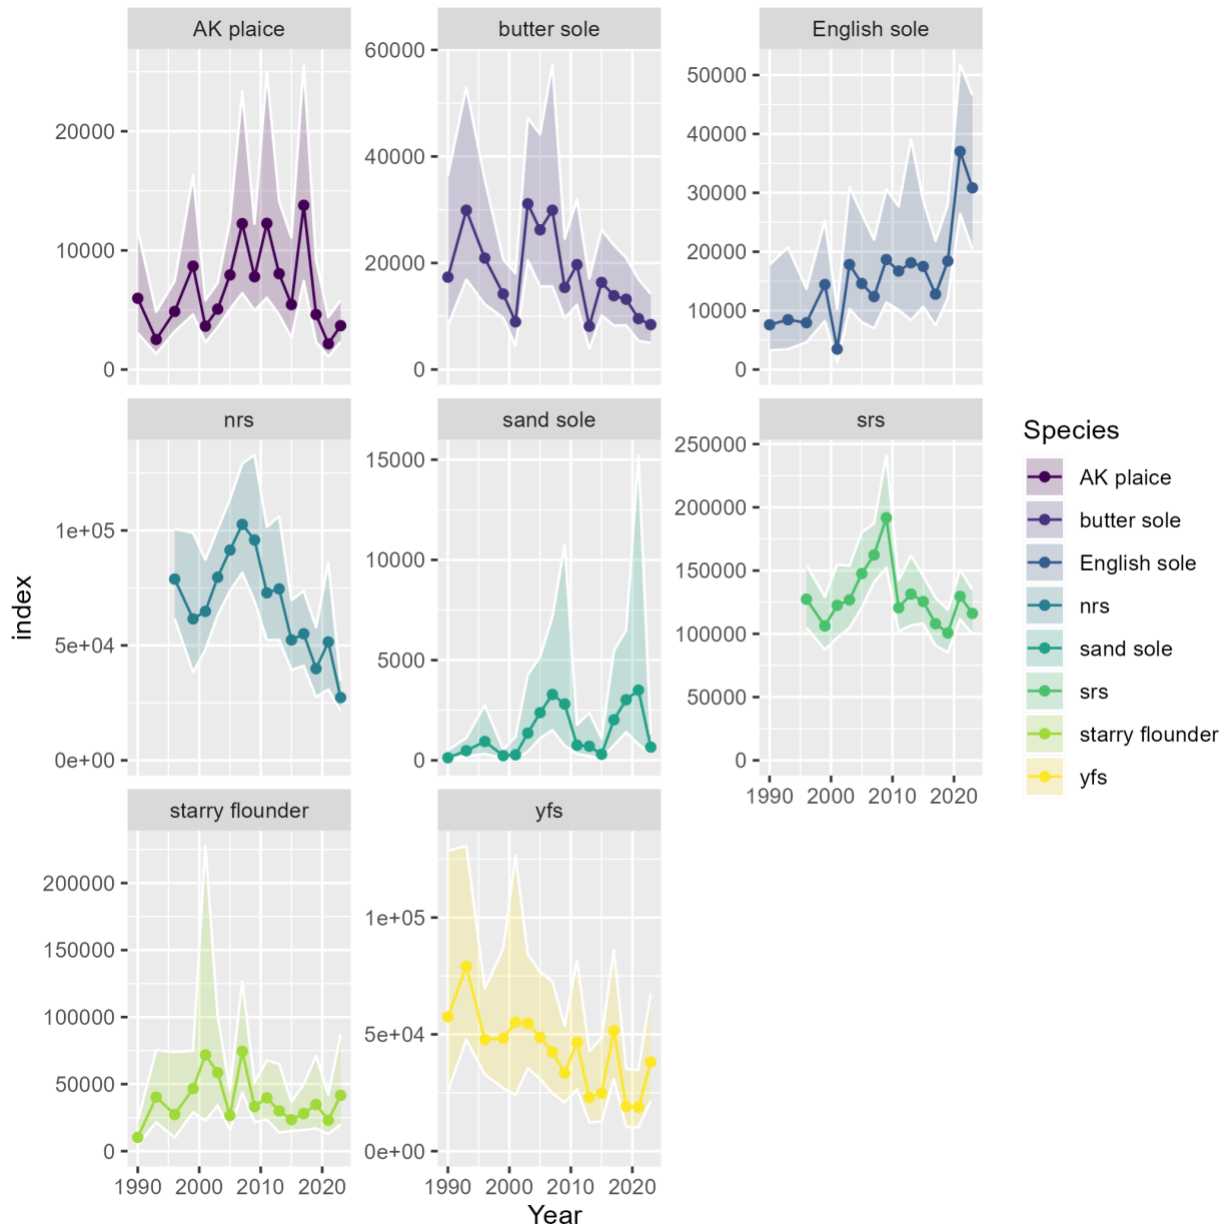 AK plaice
butter sole
English sole
20000
10000
0
60000
40000
20000
0
50000
40000
30000
20000
10000
0
nrs
sand sole
srs
1e+05
5e+04
0e+00
15000
10000
5000
0
250000
200000
150000
100000
50000
0
1990 2000 2010 2020
starry flounder
yfs
200000
150000
100000
50000
0
1e+05
5e+04
0e+00
1990 2000 2010 2020
1990 2000 2010 2020
index
Year
Species
AK plaice
butter sole
English sole
nrs
sand sole
srs
starry flounder
yfs